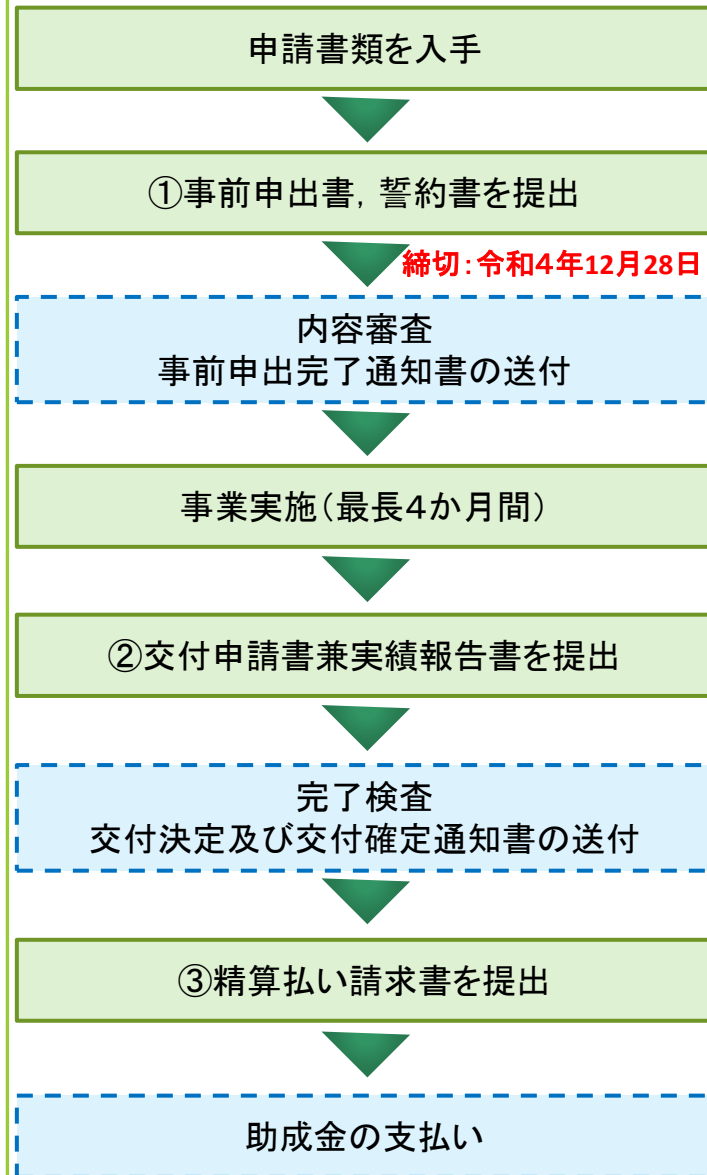 申請書類を入手
①事前申出書，誓約書を提出
締切：令和４年12月28日
内容審査
事前申出完了通知書の送付
事業実施（最長４か月間）
②交付申請書兼実績報告書を提出
完了検査
交付決定及び交付確定通知書の送付
③精算払い請求書を提出
助成金の支払い